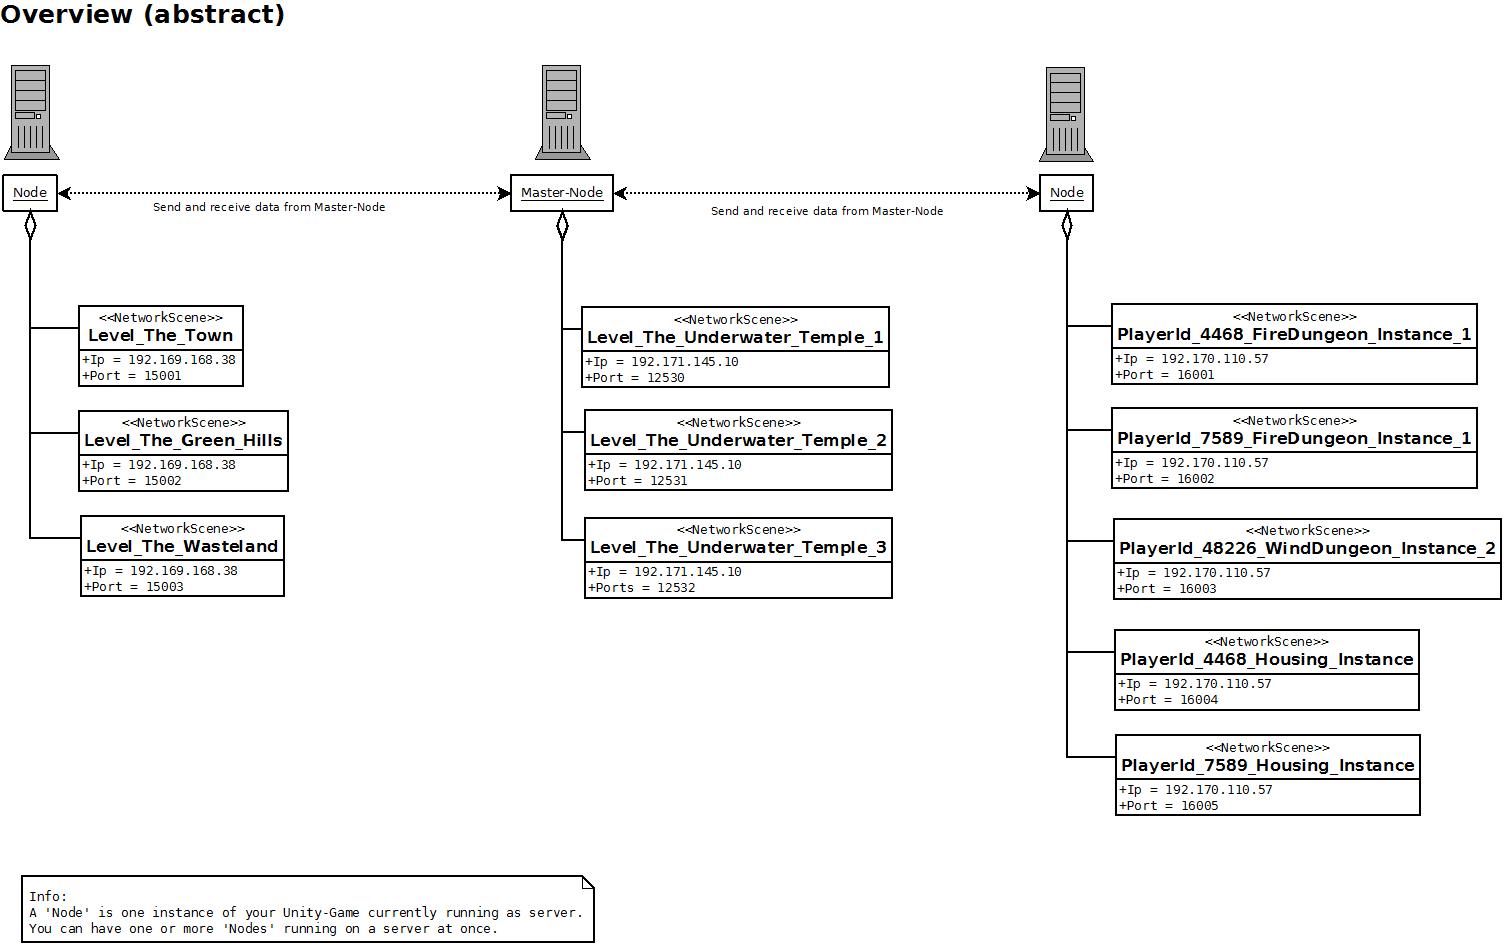 Overview (abstract)
Node
Send and receive data from Master-Node
Master-Node
Send and receive data from Master-Node
Node
<<NetworkScene>>
Level_The_Town
+Ip = 192.169.168.38
+Port = 15001
<<NetworkScene>>
Level_The_Green_Hills
+Ip = 192.169.168.38
+Port = 15002
<<NetworkScene>>
Level_The_Wasteland
+Ip = 192.169.168.38
+Port = 15003
<<NetworkScene>>
Level_The_Underwater_Temple_1
+Ip = 192.171.145.10
+Port = 12530
<<NetworkScene>>
Level_The_Underwater_Temple_2
+Ip = 192.171.145.10
+Port = 12531
<<NetworkScene>>
Level_The_Underwater_Temple_3
+Ip = 192.171.145.10
+Ports = 12532
<<NetworkScene>>
PlayerId_4468_FireDungeon_Instance_1
+Ip = 192.170.110.57
+Port = 16001
<<NetworkScene>>
PlayerId_7589_FireDungeon_Instance_1
+Ip = 192.170.110.57
+Port = 16002
<<NetworkScene>>
PlayerId_48226_WindDungeon_Instance_2
+Ip = 192.170.110.57
+Port = 16003
<<NetworkScene>>
PlayerId_4468_Housing_Instance
+Ip = 192.170.110.57
+Port = 16004
<<NetworkScene>>
PlayerId_7589_Housing_Instance
+Ip = 192.170.110.57
+Port = 16005
Info:
A 'Node' is one instance of your Unity-Game currently running as server.
You can have one or more 'Nodes' running on a server at once.